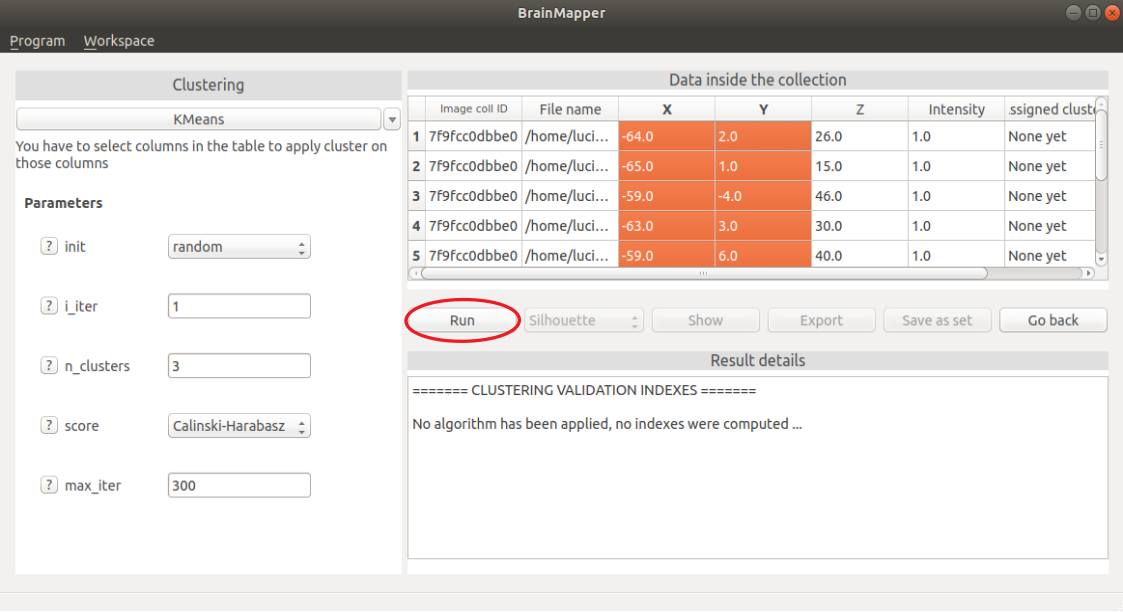 BrainMapper
Program Workspace
Clustering
KMeans
You have to select columns in the table to apply cluster on
those columns
Parameters
? init random
? i_iter 1
? n_clusters 3
? score Calinski-Harabasz
? max_iter 300
Data inside the collection
Image coll ID File name X Y Z Intensity ssigned cluste
1 7f9fcc0dbbe0 /home/luci... -64.0 2.0 26.0 1.0 None yet
2 7f9fcc0dbbe0 /home/luci... -65.0 1.0 15.0 1.0 None yet
3 7f9fcc0dbbe0 /home/luci... -59.0 -4.0 46.0 1.0 None yet
4 7f9fcc0dbbe0 /home/luci... -63.0 3.0 30.0 1.0 None yet
5 7f9fcc0dbbe0 /home/luci... -59.0 6.0 40.0 1.0 None yet
Run Silhouette Show Export Save as set Go back
Result details
======= CLUSTERING VALIDATION INDEXES =======
No algorithm has been applied, no indexes were computed ...